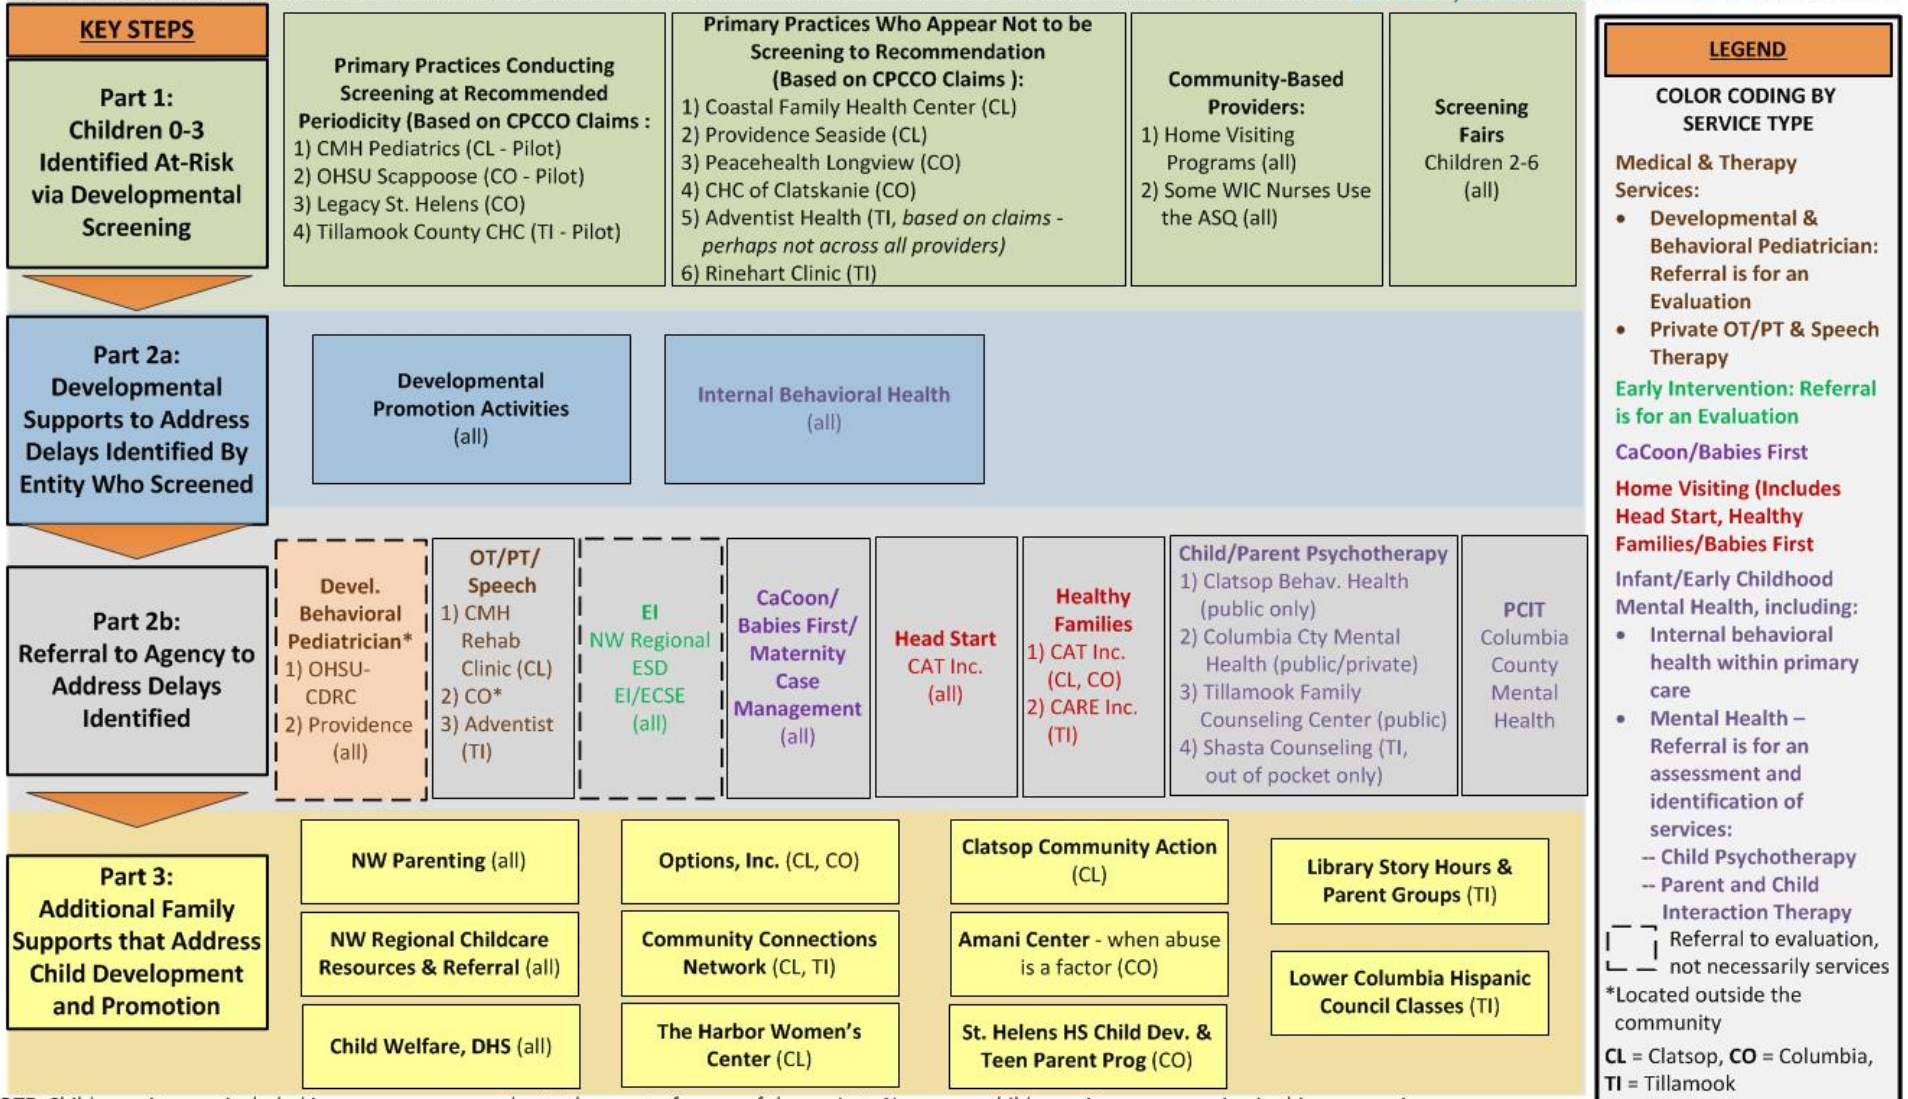 KEY STEPS
Part 1:
Children 0-3
Identified At-Risk
via Developmental
Screening
Primary Practices Conducting
Screening at Recommended
Periodicity (Based on CPCCO Claims :
1) CMH Pediatrics (CL - Pilot)
2) OHSU Scappoose (CO - Pilot)
3) Legacy St. Helens (CO)
4) Tillamook County CHC (TI - Pilot)
Primary Practices Who Appear Not to be
Screening to Recommendation
(Based on CPCCO Claims ):
1) Coastal Family Health Center (CL)
2) Providence Seaside (CL)
3) Peacehealth Longview (CO)
4) CHC of Clatskanie (CO)
5) Adventist Health (TI, based on claims -
perhaps not across all providers)
6) Rinehart Clinic (TI)
Community-Based
Providers:
1) Home Visiting
Programs (all)
2) Some WIC Nurses Use
the ASQ (all)
Screening
Fairs
Children 2-6
(all)
Part 2a:
Developmental
Supports to Address
Delays Identified By
Entity Who Screened
Developmental
Promotion Activities
(all)
Internal Behavioral Health
(all)
Part 2b:
Referral to Agency to
Address Delays
Identified
Devel.
Behavioral
Pediatrician*
1) OHSU-
CDRC
2) Providence
(all)
OT/PT/
Speech
1) CMH
Rehab
Clinic (CL)
2) CO*
3) Adventist
(TI)
EI
NW Regional
ESD
EI/ECSE
(all)
CaCoon/
Babies First/
Maternity
Case
Management
(all)
Head Start
CAT Inc.
(all)
Healthy
Families
1) CAT Inc.
(CL, CO)
2) CARE Inc.
(TI)
Child/Parent Psychotherapy
1) Clatsop Behav. Health
(public only)
2) Columbia Cty Mental
Health (public/private)
3) Tillamook Family
Counseling Center (public)
4) Shasta Counseling (TI,
out of pocket only)
PCIT
Columbia
County
Mental
Health
Part 3:
Additional Family
Supports that Address
Child Development
and Promotion
NW Parenting (all)
NW Regional Childcare
Resources & Referral (all)
Child Welfare, DHS (all)
Options, Inc. (CL, CO)
Community Connections
Network (CL, TI)
The Harbor Women's
Center (CL)
Clatsop Community Action
(CL)
Amani Center - when abuse
is a factor (CO)
St. Helens HS Child Dev. &
Teen Parent Prog (CO)
Library Story Hours &
Parent Groups (TI)
Lower Columbia Hispanic
Council Classes (TI)
LEGEND
COLOR CODING BY
SERVICE TYPE
Medical & Therapy
Services:
• Developmental &
Behavioral Pediatrician:
Referral is for an
Evaluation
• Private OT/PT & Speech
Therapy
Early Intervention: Referral
is for an Evaluation
CaCoon/Babies First
Home Visiting (Includes
Head Start, Healthy
Families/Babies First
Infant/Early Childhood
Mental Health, including:
• Internal behavioral
health within primary
care
• Mental Health –
Referral is for an
assessment and
identification of
services:
-- Child Psychotherapy
-- Parent and Child
Interaction Therapy
Referral to evaluation,
not necessarily services
*Located outside the
community
CL = Clatsop, CO = Columbia,
TI = Tillamook